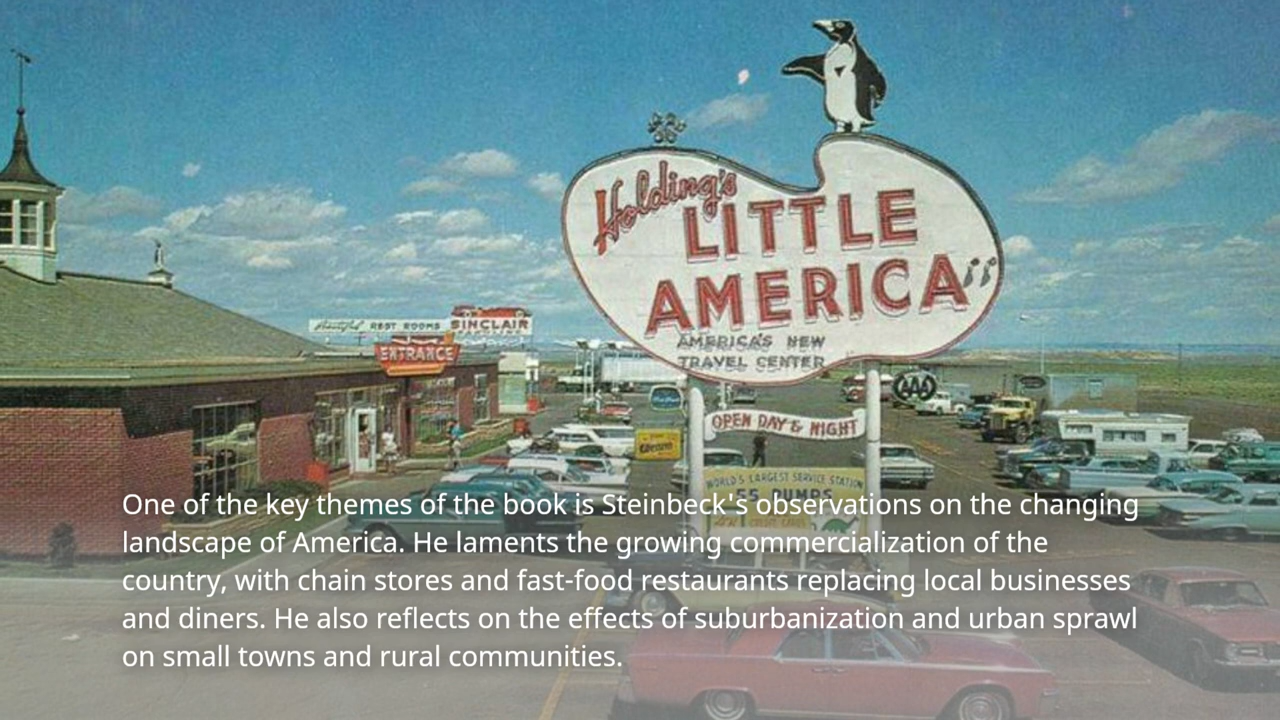 Holding's
LITTLE
AMERICA
AMERICA'S NEW
TRAVEL CENTER
Beautiful REST ROOMS SINCLAIR
ENTRANCE
AAA
OPEN DAY & NIGHT
WORLD'S LARGEST SERVICE STATION
55 PUMPS
One of the key themes of the book is Steinbeck's observations on the changing
landscape of America. He laments the growing commercialization of the
country, with chain stores and fast-food restaurants replacing local businesses
and diners. He also reflects on the effects of suburbanization and urban sprawl
on small towns and rural communities.